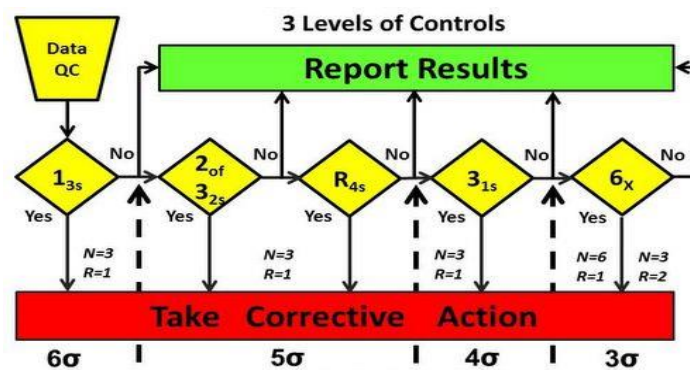 3 Levels of Controls
Data
QC
Report Results
No
No
No
No
No
13s
2of
32s
R4s
31s
6X
Yes
Yes
Yes
Yes
Yes
N=3
R=1
N=3
R=1
N=3
R=1
N=6
R=1
N=3
R=2
Take Corrective Action
6σ
5σ
4σ
3σ